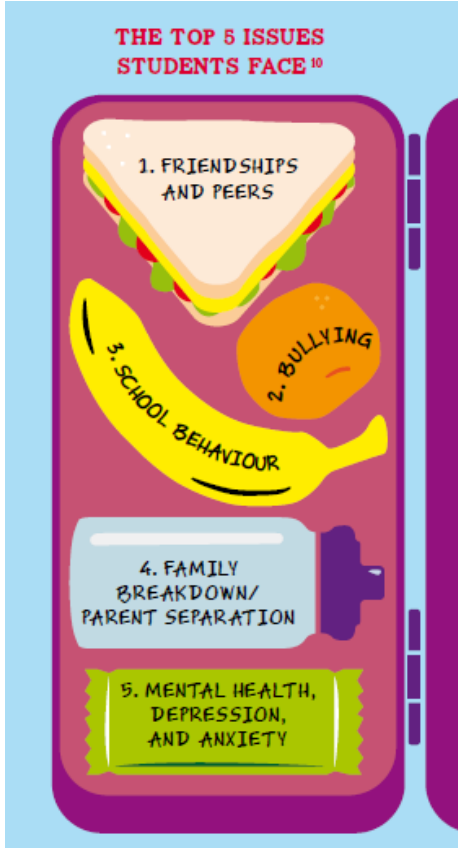 THE TOP 5 ISSUES
STUDENTS FACE 10
1. FRIENDSHIPS
AND PEERS
2. BULLYING
3. SCHOOL BEHAVIOUR
4. FAMILY
BREAKDOWN/
PARENT SEPARATION
5. MENTAL HEALTH,
DEPRESSION,
AND ANXIETY